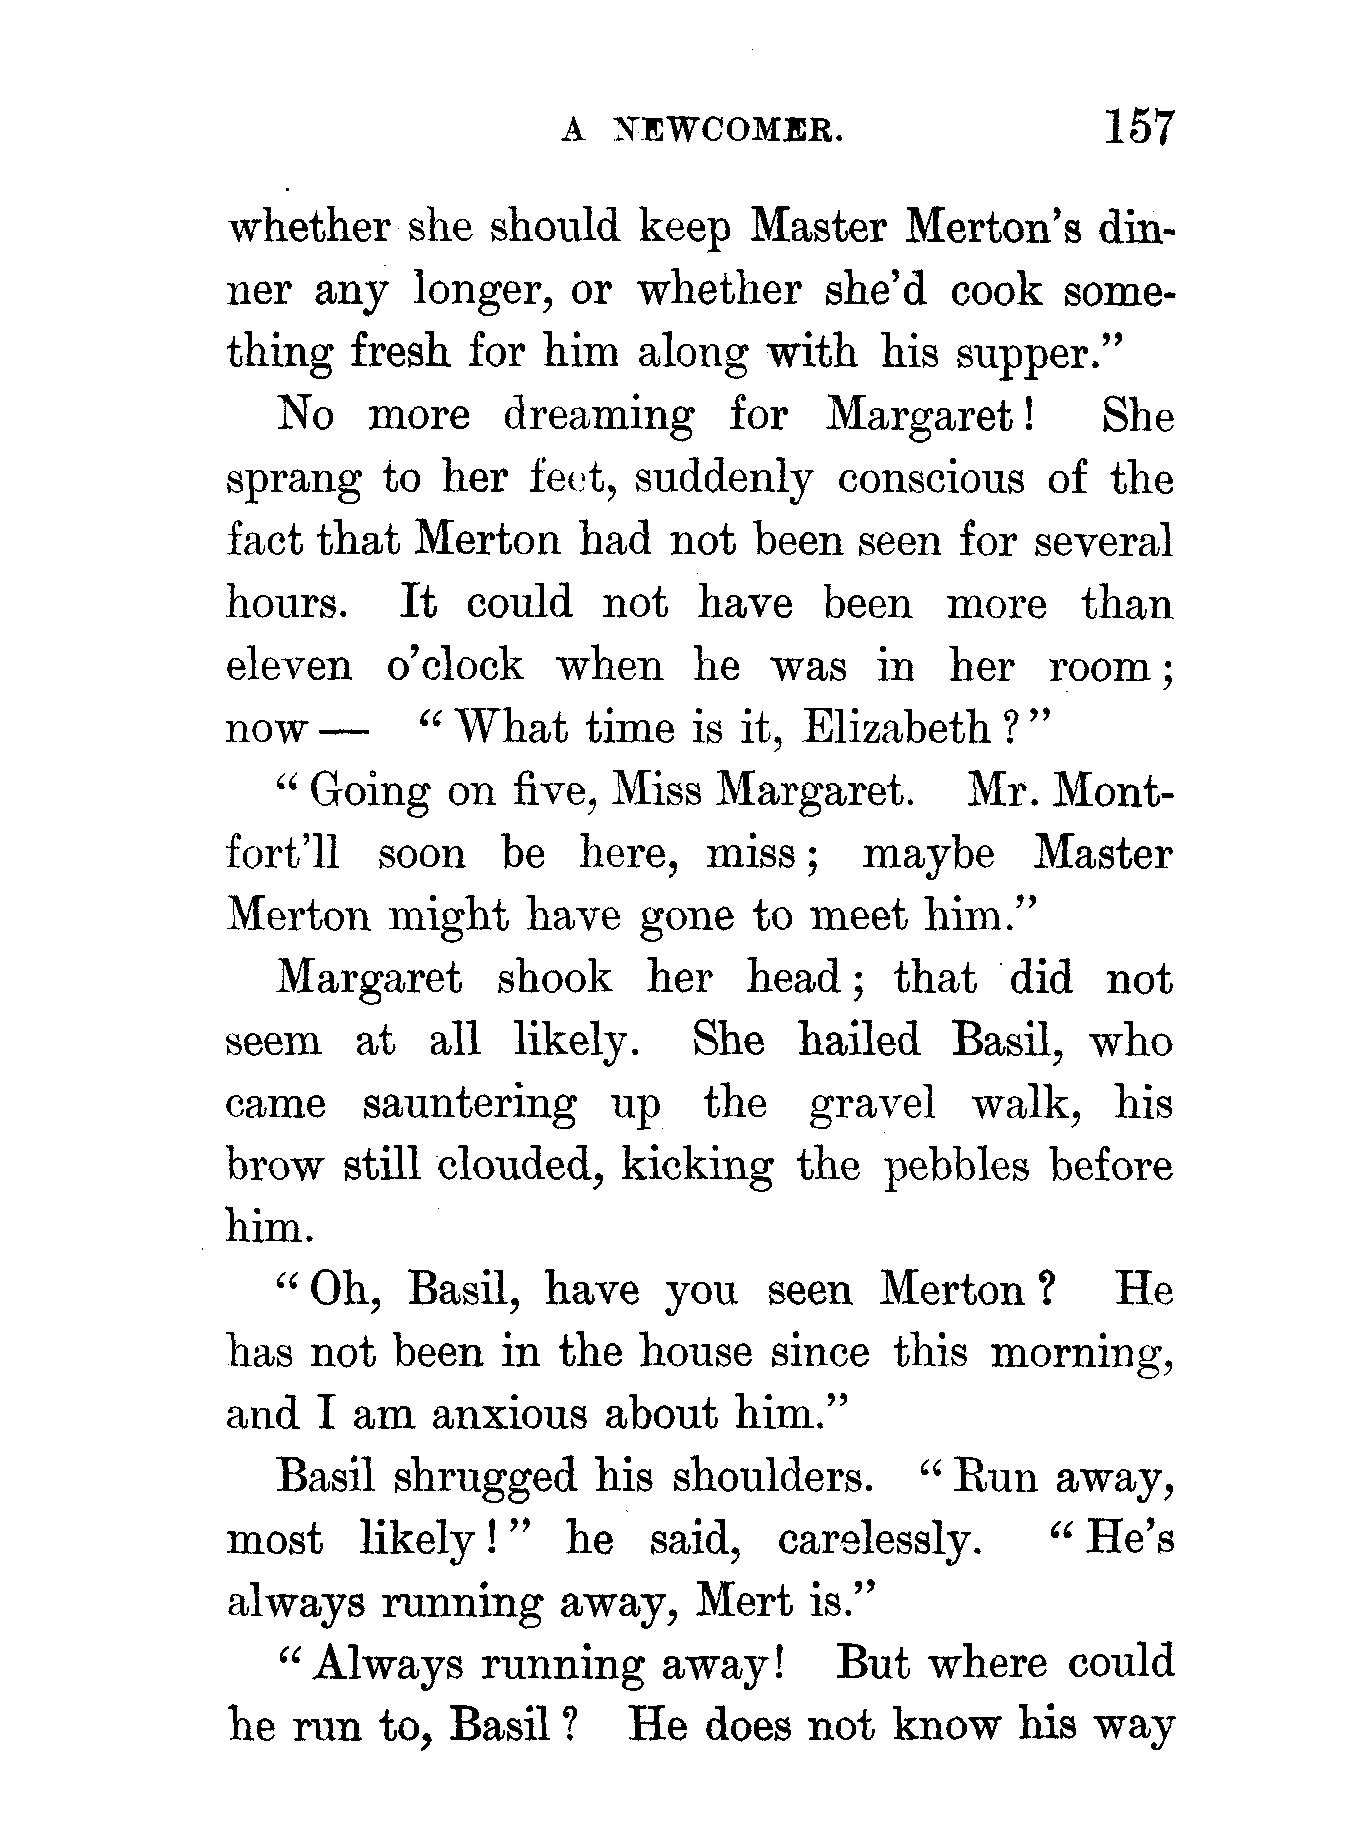 A NEWCOMER. 157
whether she should keep Master Merton's din-
ner any longer, or whether she'd cook some-
thing fresh for him along with his supper."
No more dreaming for Margaret! She
sprang to her feet, suddenly conscious of the
fact that Merton had not been seen for several
hours. It could not have been more than
eleven o'clock when he was in her room;
now— "What time is it, Elizabeth?"
"Going on five, Miss Margaret. Mr. Mont-
fort'll soon be here, miss; maybe Master
Merton might have gone to meet him."
Margaret shook her head; that did not
seem at all likely. She hailed Basil, who
came sauntering up the gravel walk, his
brow still clouded, kicking the pebbles before
him.
"Oh, Basil, have you seen Merton? He
has not been in the house since this morning,
and I am anxious about him."
Basil shrugged his shoulders. "Run away,
most likely!" he said, carelessly. "He's
always running away, Mert is."
"Always running away! But where could
he run to, Basil? He does not know his way